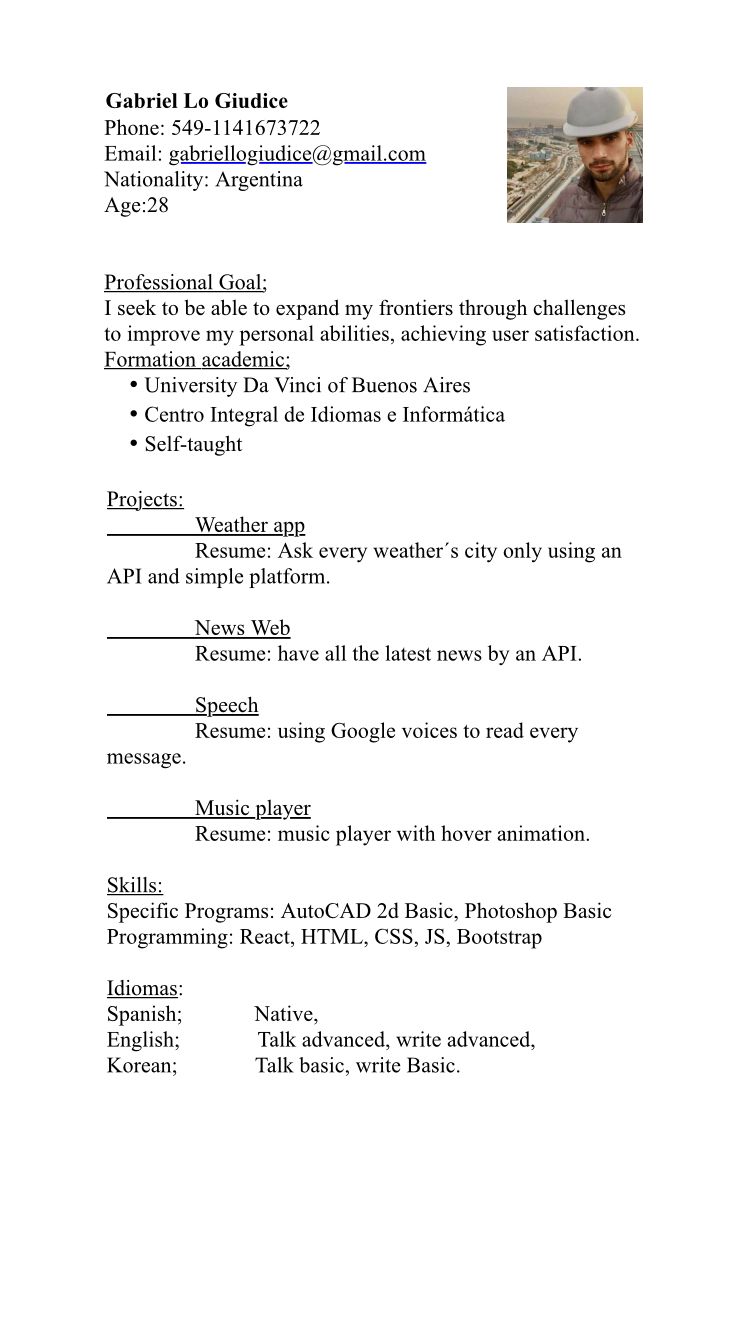 Gabriel Lo Giudice
Phone: 549-1141673722
Email: gabriellogiudice@gmail.com
Nationality: Argentina
Age:28
Professional Goal;
I seek to be able to expand my frontiers through challenges
to improve my personal abilities, achieving user satisfaction.
Formation academic;
• University Da Vinci of Buenos Aires
• Centro Integral de Idiomas e Informática
• Self-taught
Projects:
Weather app
Resume: Ask every weather´s city only using an
API and simple platform.
News Web
Resume: have all the latest news by an API.
Speech
Resume: using Google voices to read every
message.
Music player
Resume: music player with hover animation.
Skills:
Specific Programs: AutoCAD 2d Basic, Photoshop Basic
Programming: React, HTML, CSS, JS, Bootstrap
Idiomas:
Spanish; Native,
English; Talk advanced, write advanced,
Korean; Talk basic, write Basic.